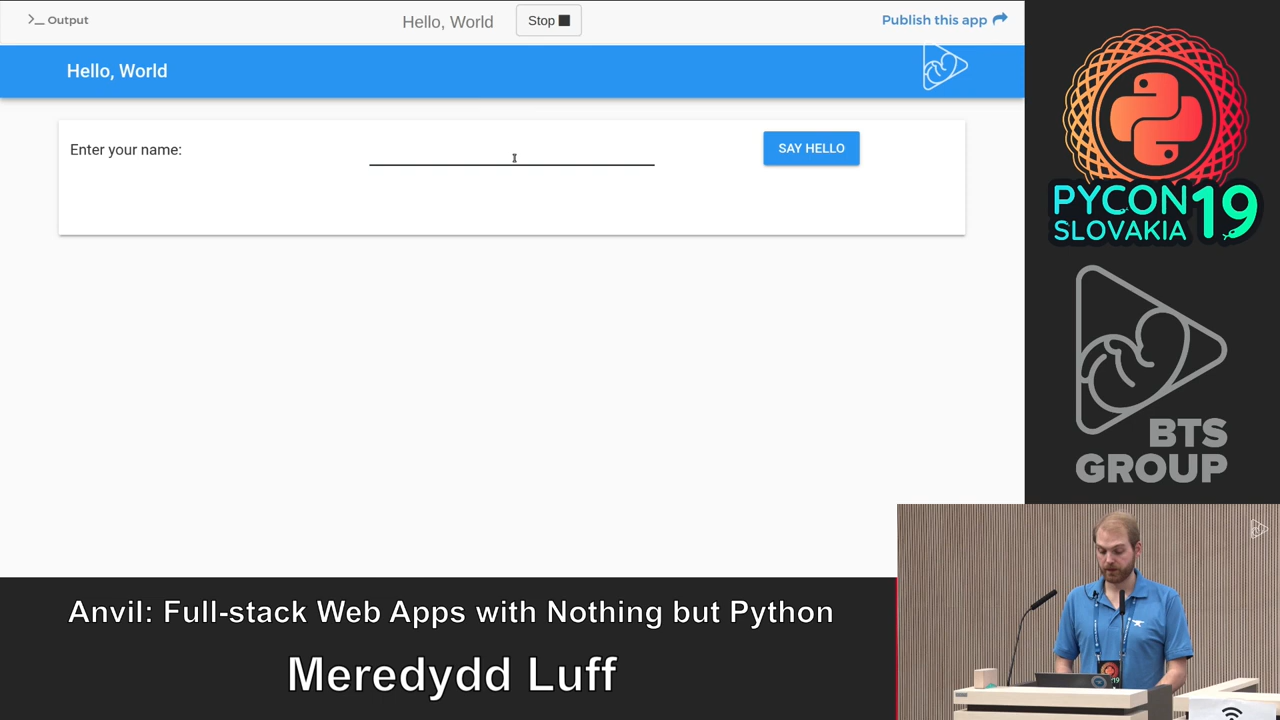 >_ Output
Hello, World
Stop
Publish this app
Hello, World
Enter your name:
SAY HELLO
PYCON 19
SLOVAKIA
BTS
GROUP
Anvil: Full-stack Web Apps with Nothing but Python
Meredydd Luff